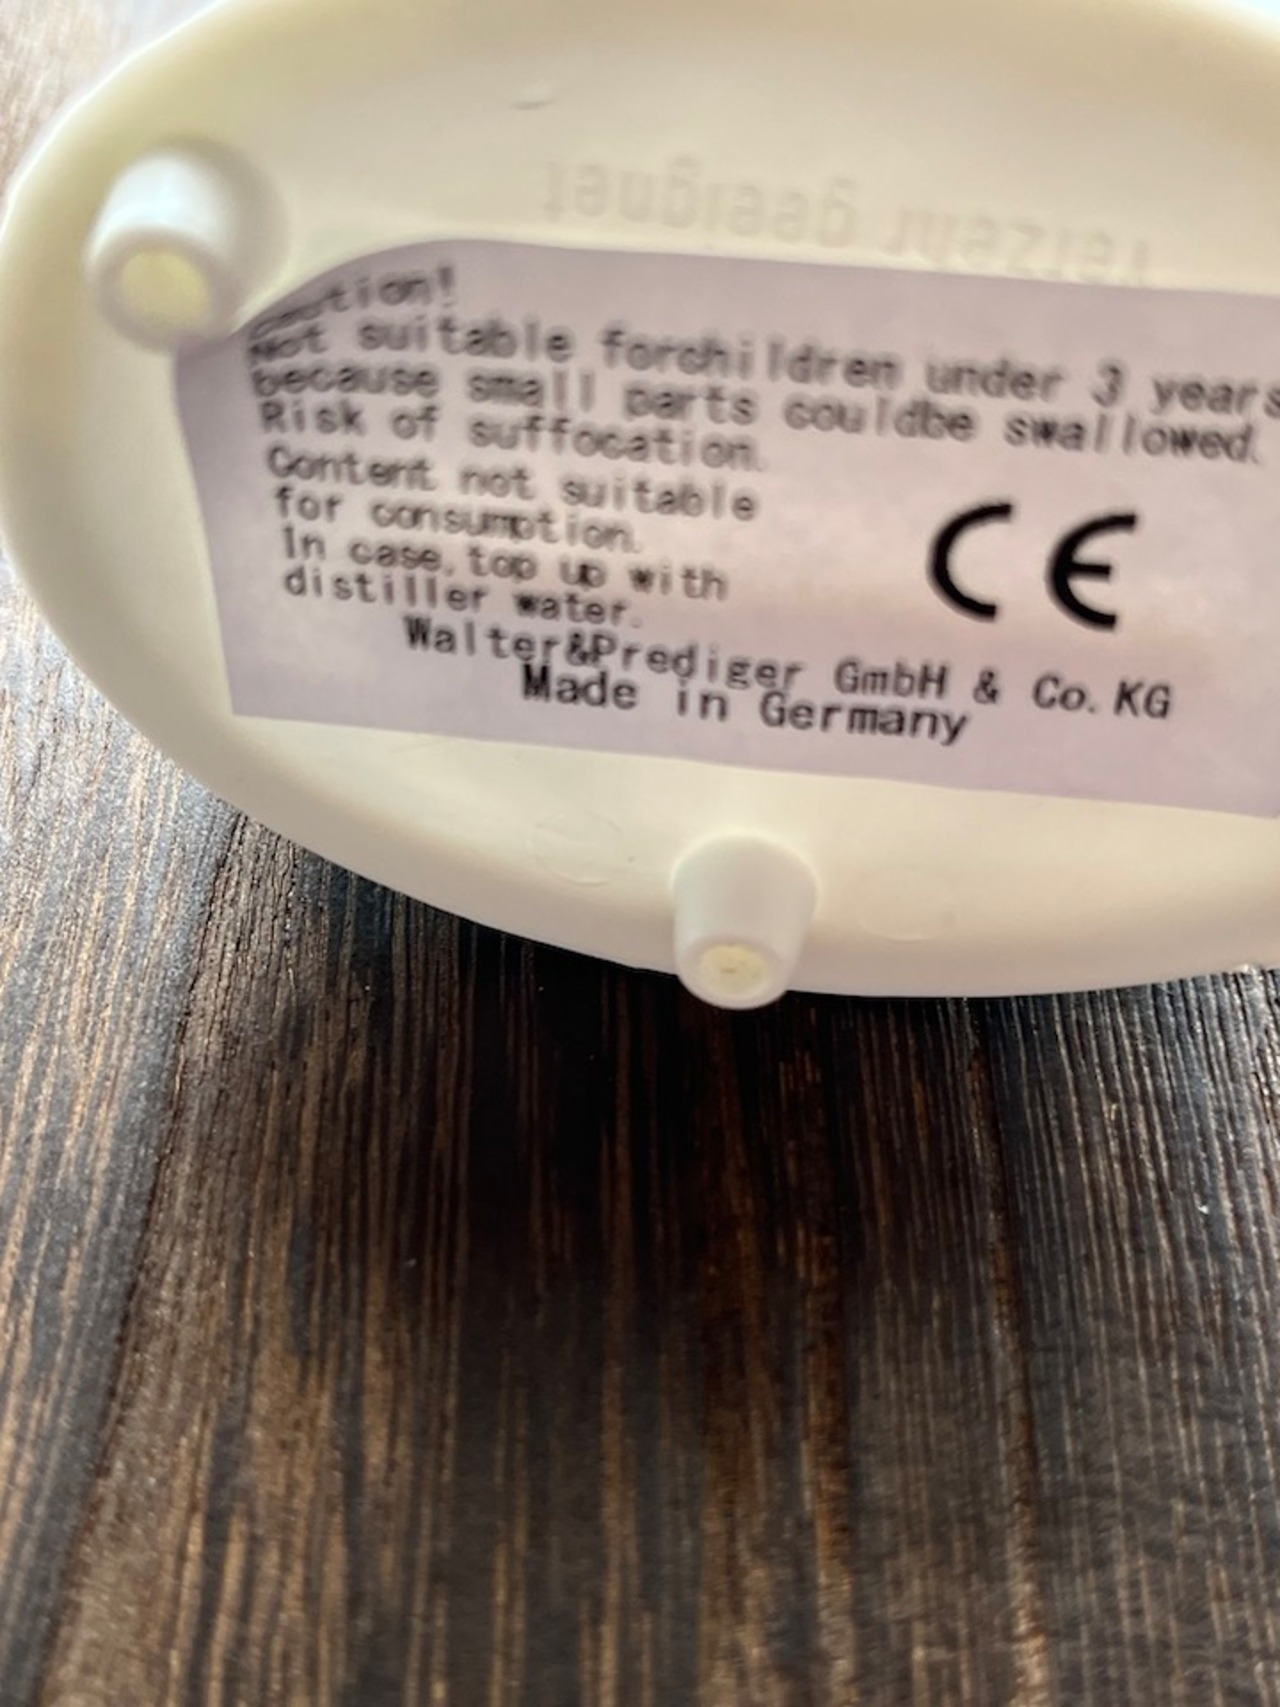 Caution!
Not suitable forchildren under 3 years
because small parts couldbe swallowed.
Risk of suffocation.
Content not suitable
for consumption.
In case, top up with
distiller water.
CE
Walter&Prediger GmbH & Co. KG
Made in Germany
geeignet